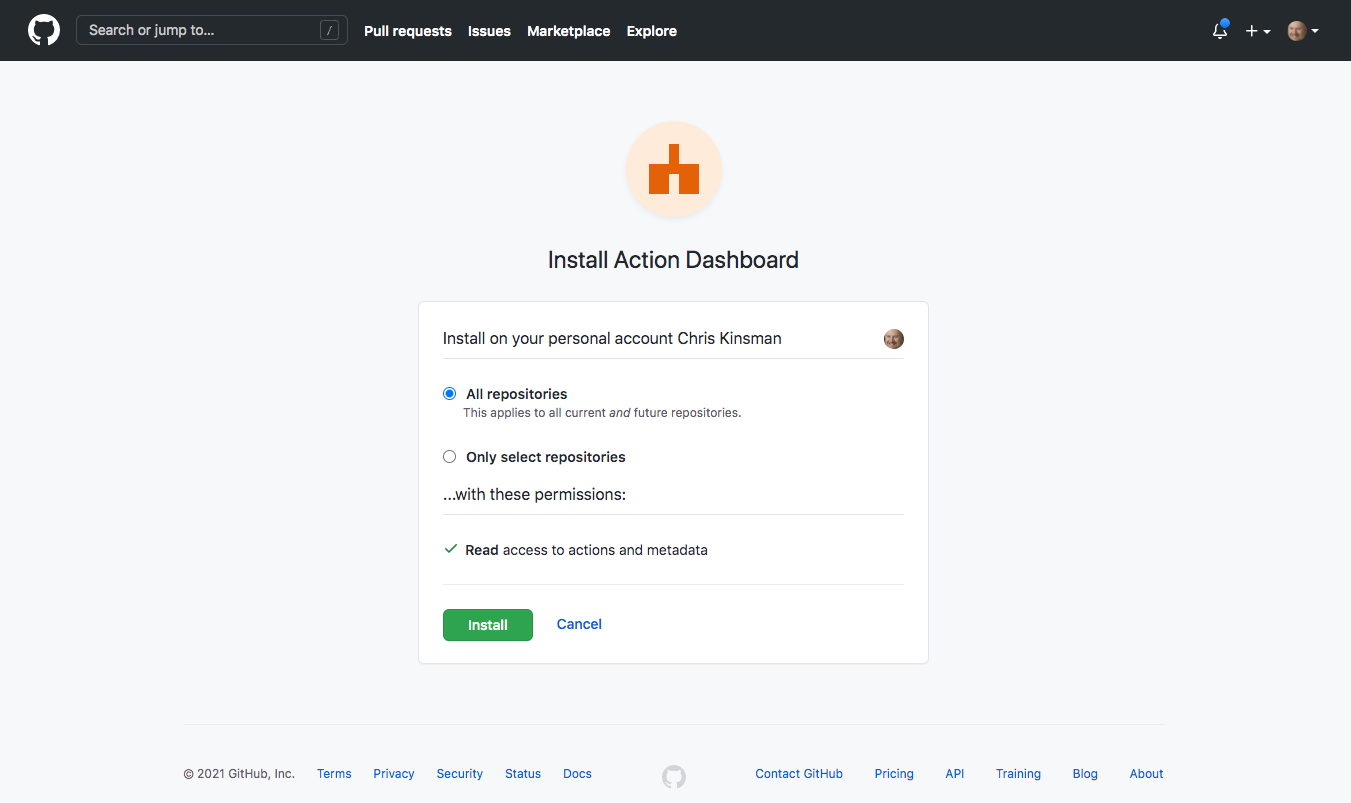 Search or jump to... /
Pull requests
Issues
Marketplace
Explore
Install Action Dashboard
Install on your personal account Chris Kinsman
All repositories
This applies to all current and future repositories.
Only select repositories
...with these permissions:
Read access to actions and metadata
Install
Cancel
© 2021 GitHub, Inc.
Terms
Privacy
Security
Status
Docs
Contact GitHub
Pricing
API
Training
Blog
About